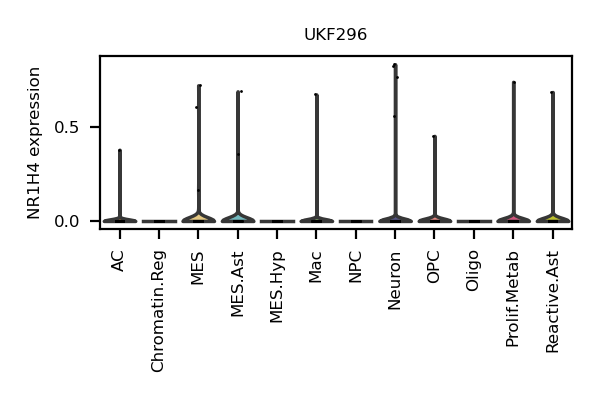 UKF296
NR1H4 expression
0.5
0.0
AC
Chromatin.Reg
MES
MES.Ast
MES.Hyp
Mac
NPC
Neuron
OPC
Oligo
Prolif.Metab
Reactive.Ast